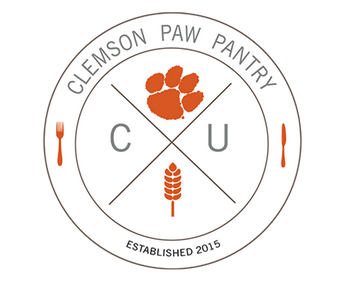 CLEMSON PAW PANTRY
C U
ESTABLISHED 2015